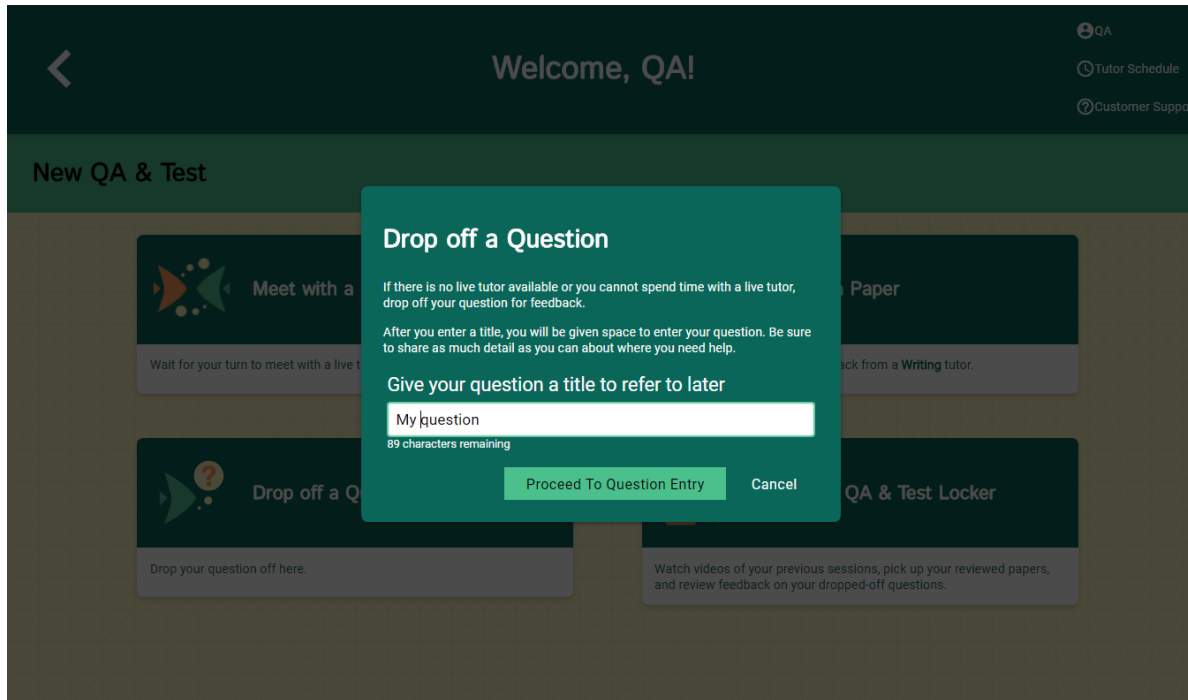 QA
Welcome, QA!
Tutor Schedule
Customer Suppo
New QA & Test
Drop off a Question
If there is no live tutor available or you cannot spend time with a live tutor,
drop off your question for feedback.
After you enter a title, you will be given space to enter your question. Be sure
to share as much detail as you can about where you need help.
Give your question a title to refer to later
My question
89 characters remaining
Proceed To Question Entry
Cancel
Meet with a
Paper
Wait for your turn to meet with a live t
ack from a Writing tutor.
Drop off a Q
QA & Test Locker
Drop your question off here.
Watch videos of your previous sessions, pick up your reviewed papers,
and review feedback on your dropped-off questions.